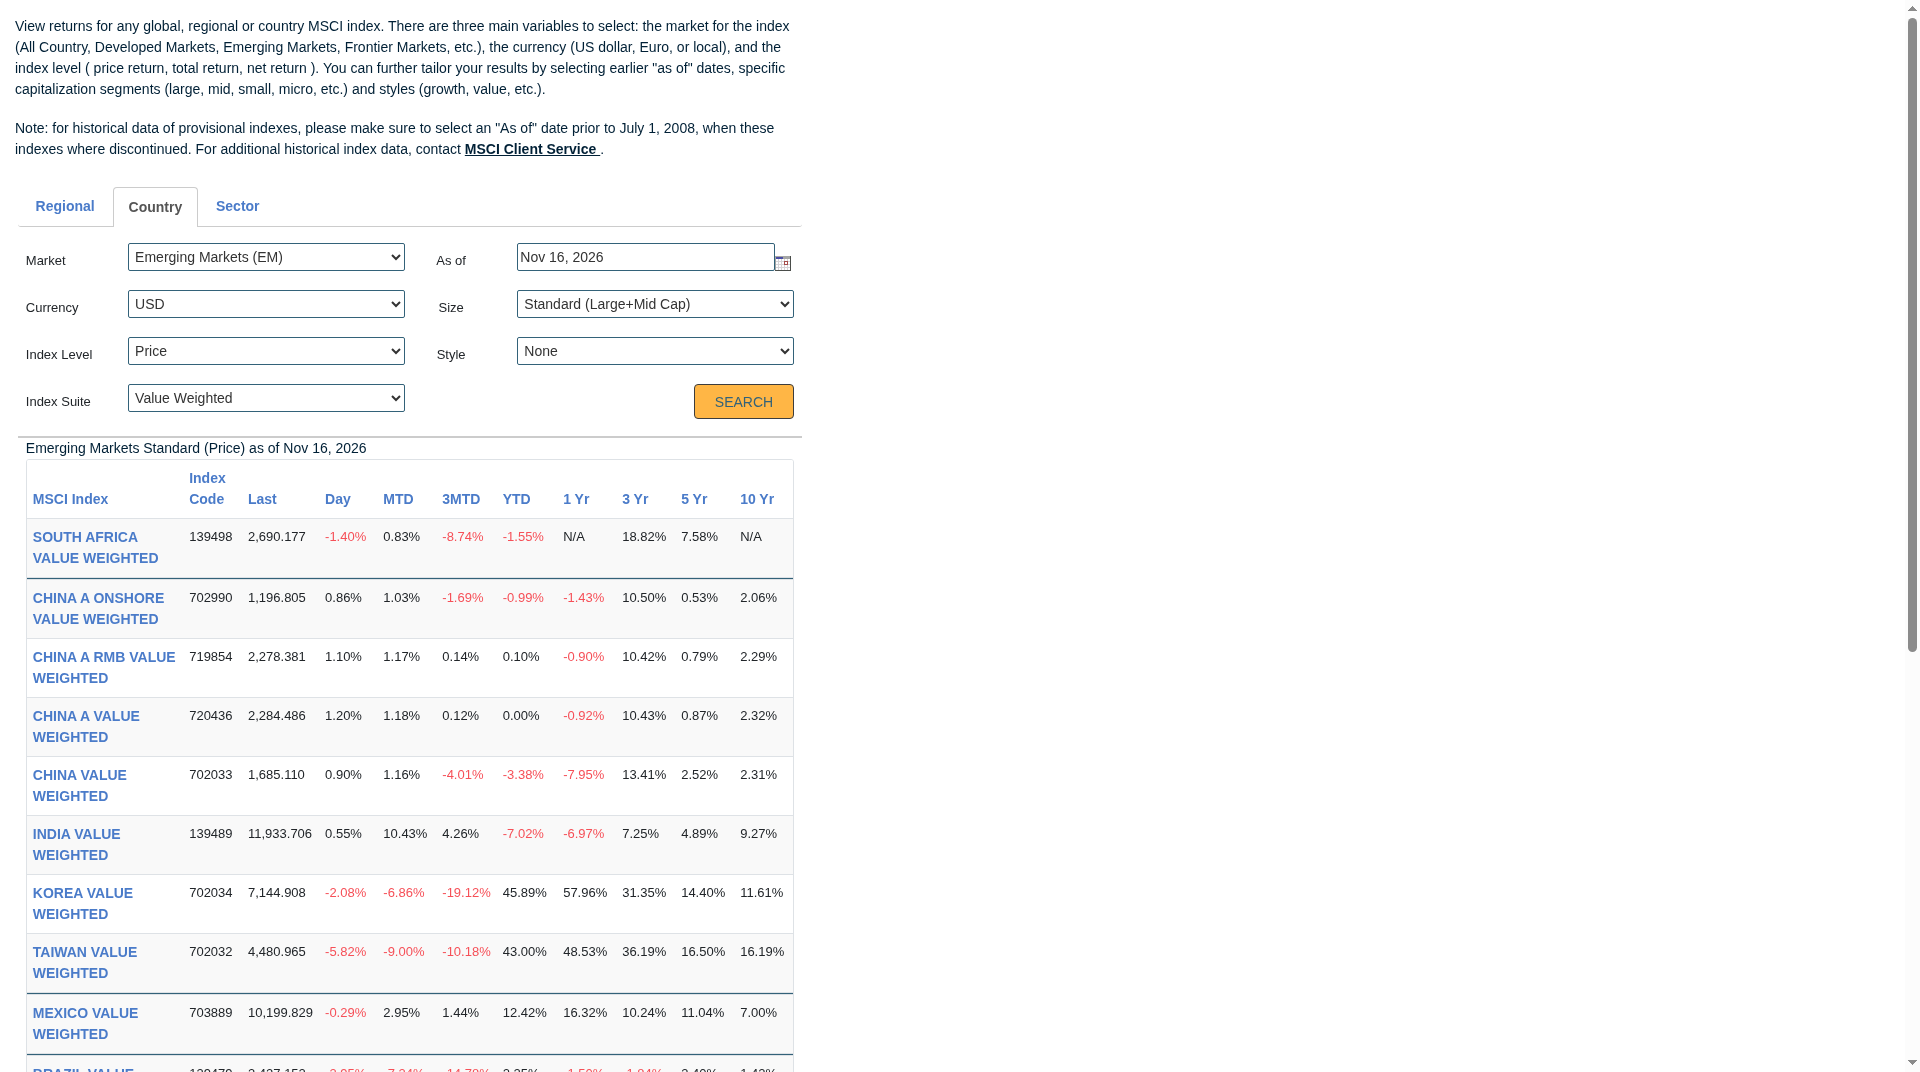 View returns for any global, regional or country MSCI index. There are three main variables to select: the market for the index
(All Country, Developed Markets, Emerging Markets, Frontier Markets, etc.), the currency (US dollar, Euro, or local), and the
index level ( price return, total return, net return ). You can further tailor your results by selecting earlier "as of" dates, specific
capitalization segments (large, mid, small, micro, etc.) and styles (growth, value, etc.).
Note: for historical data of provisional indexes, please make sure to select an "As of" date prior to July 1, 2008, when these
indexes where discontinued. For additional historical index data, contact MSCI Client Service .
Regional Country Sector
Market Emerging Markets (EM) As of Nov 16, 2026
Currency USD Size Standard (Large+Mid Cap)
Index Level Price Style None
Index Suite Value Weighted SEARCH
Emerging Markets Standard (Price) as of Nov 16, 2026
Index
MSCI Index Code Last Day MTD 3MTD YTD 1 Yr 3 Yr 5 Yr 10 Yr
SOUTH AFRICA 139498 2,690.177 -1.40% 0.83% -8.74% -1.55% N/A 18.82% 7.58% N/A
VALUE WEIGHTED
CHINA A ONSHORE 702990 1,196.805 0.86% 1.03% -1.69% -0.99% -1.43% 10.50% 0.53% 2.06%
VALUE WEIGHTED
CHINA A RMB VALUE 719854 2,278.381 1.10% 1.17% 0.14% 0.10% -0.90% 10.42% 0.79% 2.29%
WEIGHTED
CHINA A VALUE 720436 2,284.486 1.20% 1.18% 0.12% 0.00% -0.92% 10.43% 0.87% 2.32%
WEIGHTED
CHINA VALUE 702033 1,685.110 0.90% 1.16% -4.01% -3.38% -7.95% 13.41% 2.52% 2.31%
WEIGHTED
INDIA VALUE 139489 11,933.706 0.55% 10.43% 4.26% -7.02% -6.97% 7.25% 4.89% 9.27%
WEIGHTED
KOREA VALUE 702034 7,144.908 -2.08% -6.86% -19.12% 45.89% 57.96% 31.35% 14.40% 11.61%
WEIGHTED
TAIWAN VALUE 702032 4,480.965 -5.82% -9.00% -10.18% 43.00% 48.53% 36.19% 16.50% 16.19%
WEIGHTED
MEXICO VALUE 703889 10,199.829 -0.29% 2.95% 1.44% 12.42% 16.32% 10.24% 11.04% 7.00%
WEIGHTED
BRAZIL VALUE